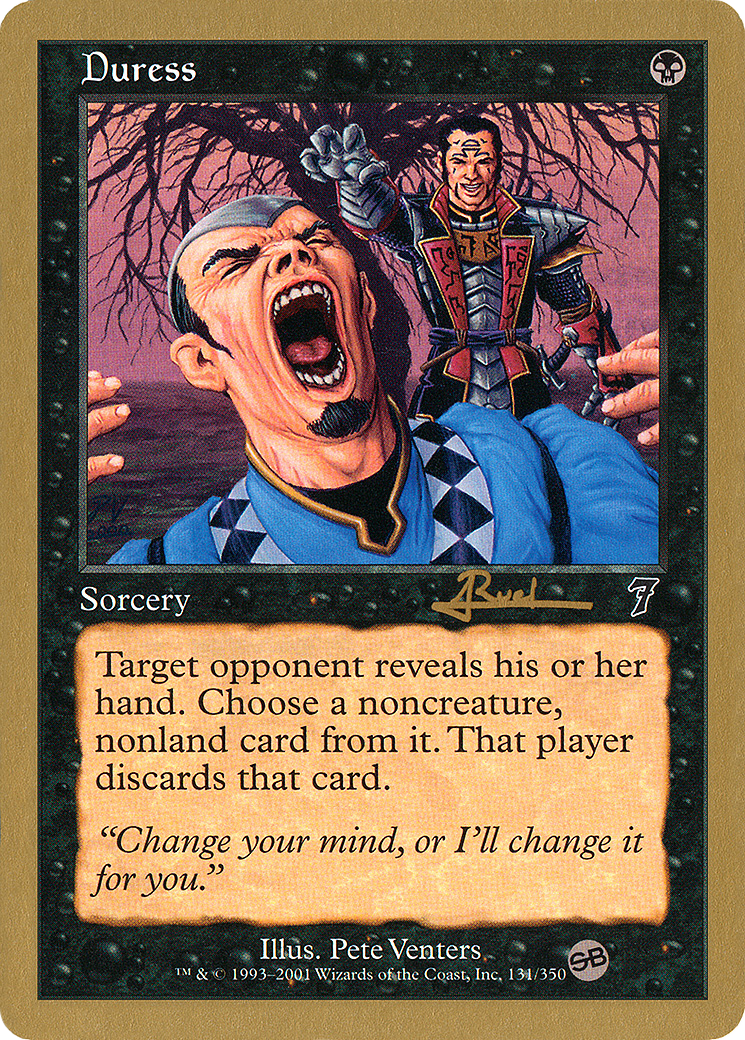 Duress
Sorcery
ARuel
7
Target opponent reveals his or her
hand. Choose a noncreature,
nonland card from it. That player
discards that card.
“Change your mind, or I’ll change it
for you.”
Illus. Pete Venters
™ & © 1993–2001 Wizards of the Coast, Inc. 131/350
SB